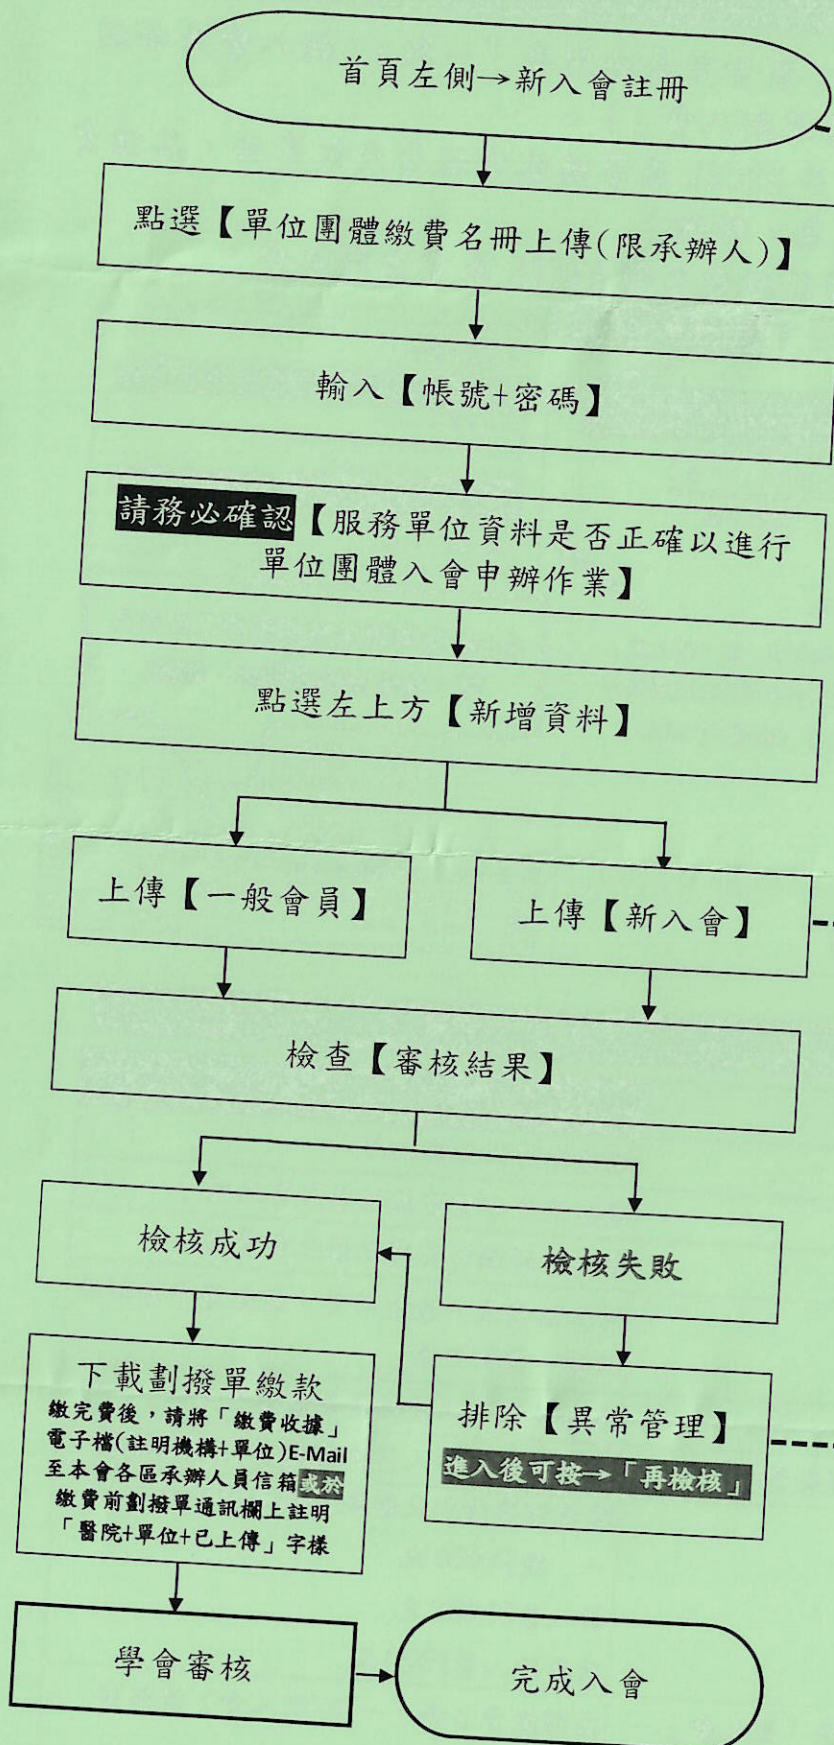 首頁左側→新入會註冊
點選【單位團體繳費名冊上傳(限承辦人)】
輸入【帳號+密碼】
請務必確認【服務單位資料是否正確以進行
單位團體入會申辦作業】
點選左上方【新增資料】
上傳【一般會員】
上傳【新入會】
檢查【審核結果】
檢核成功
檢核失敗
下載劃撥單繳款
繳完費後，請將「繳費收據」
電子檔(註明機構+單位)E-Mail
至本會各區承辦人員信箱或於
繳費前劃撥單通訊欄上註明
「醫院+單位+已上傳」字樣
排除【異常管理】
進入後可按→「再檢核」
學會審核
完成入會